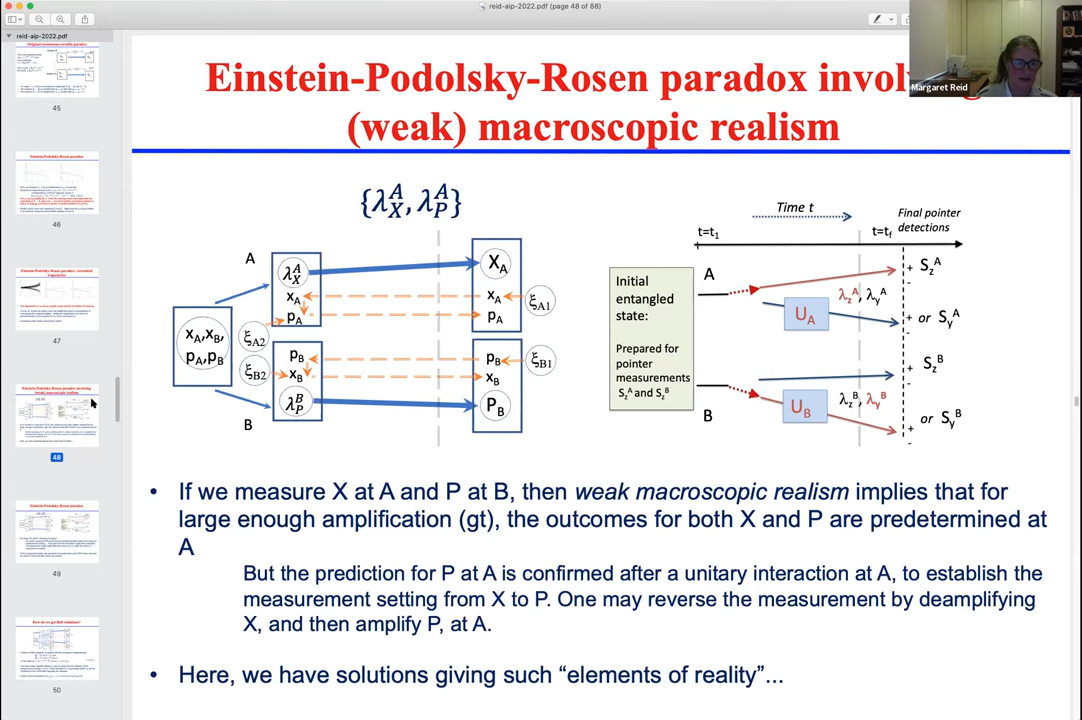 reid-aip-2022.pdf (page 48 of 88)
reid-aip-2022.pdf
45
46
47
48
49
50
Margaret Reid
Einstein-Podolsky-Rosen paradox
(weak) macroscopic realism
{λ_X^A, λ_P^A}
A
λ_X^A
x_A
p_A
x_A,x_B,
p_A,p_B
ξ_A2
ξ_B2
p_B
x_B
λ_P^B
B
X_A
x_A
p_A
ξ_A1
p_B
x_B
P_B
ξ_B1
Time t
t=t_1
t=t_f
Final pointer
detections
Initial
entangled
state:
Prepared for
pointer
measurements
S_z^A and S_z^B
A
U_A
λ_z^A, λ_y^A
+ S_z^A
-
+ or S_y^A
-
B
U_B
λ_z^B, λ_y^B
+ S_z^B
-
or S_y^B
+
-
• If we measure X at A and P at B, then weak macroscopic realism implies that for
large enough amplification (gt), the outcomes for both X and P are predetermined at
A
But the prediction for P at A is confirmed after a unitary interaction at A, to establish the
measurement setting from X to P. One may reverse the measurement by deamplifying
X, and then amplify P, at A.
• Here, we have solutions giving such “elements of reality”...